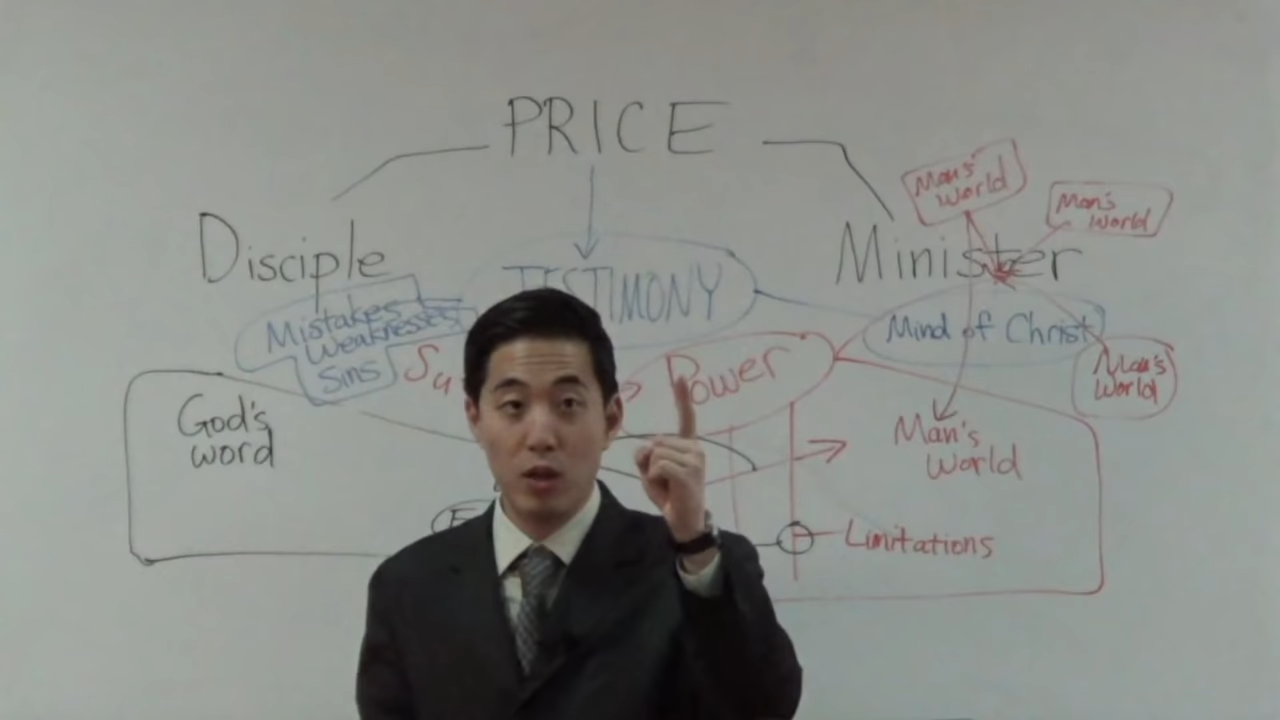 PRICE
Man's
world
Man's
world
Disciple
TESTIMONY
Minister
Mistakes
Weaknesses
Sins
Mind of Christ
Power
Man's
world
God's
word
Man's
world
Limitations